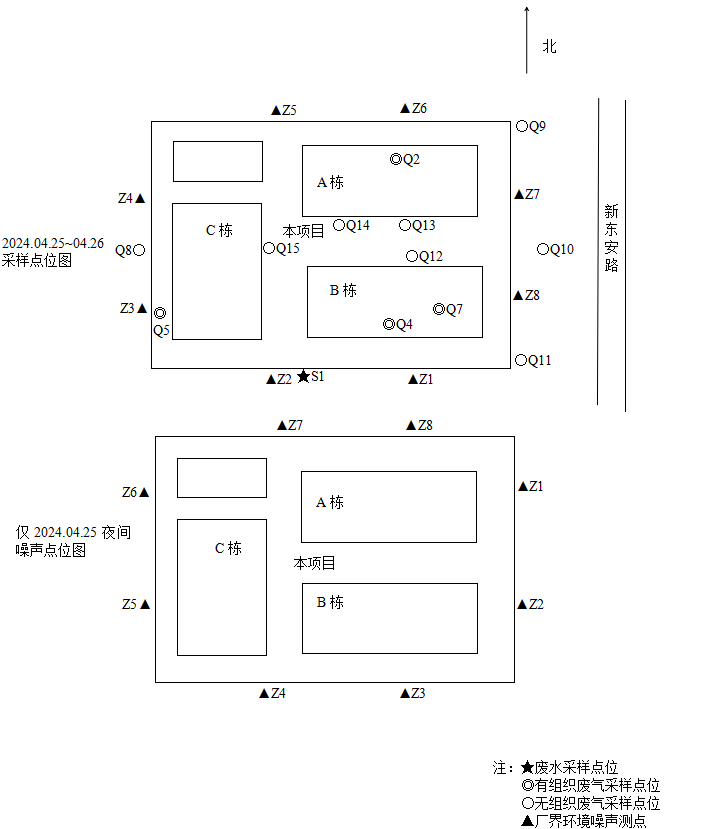 北
▲Z5
▲Z6
Q9
Q2
A 栋
Z4▲
▲Z7
新东安路
C 栋
本项目
Q14
Q13
2024.04.25~04.26
采样点位图
Q8
Q15
Q12
Q10
B 栋
▲Z8
Z3▲
Q5
Q7
Q4
Q11
▲Z2
★S1
▲Z1
▲Z7
▲Z8
Z6▲
A 栋
▲Z1
仅 2024.04.25 夜间
噪声点位图
C 栋
本项目
Z5▲
B 栋
▲Z2
▲Z4
▲Z3
注：★废水采样点位
◎有组织废气采样点位
○无组织废气采样点位
▲厂界环境噪声测点